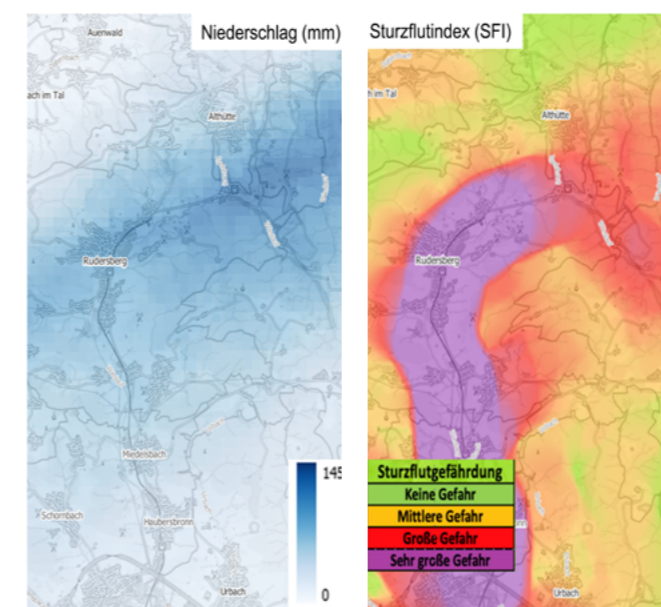 Niederschlag (mm)
Auenwald
ach im Tal
Althütte
Rudersberg
Miedelsbach
Schornbach
Haubersbronn
Urbach
145
0
Sturzflutindex (SFI)
h im Tal
Althütte
Rudersberg
Sturzflutgefährdung
Keine Gefahr
Mittlere Gefahr
Große Gefahr
Sehr große Gefahr
nn
Urbach